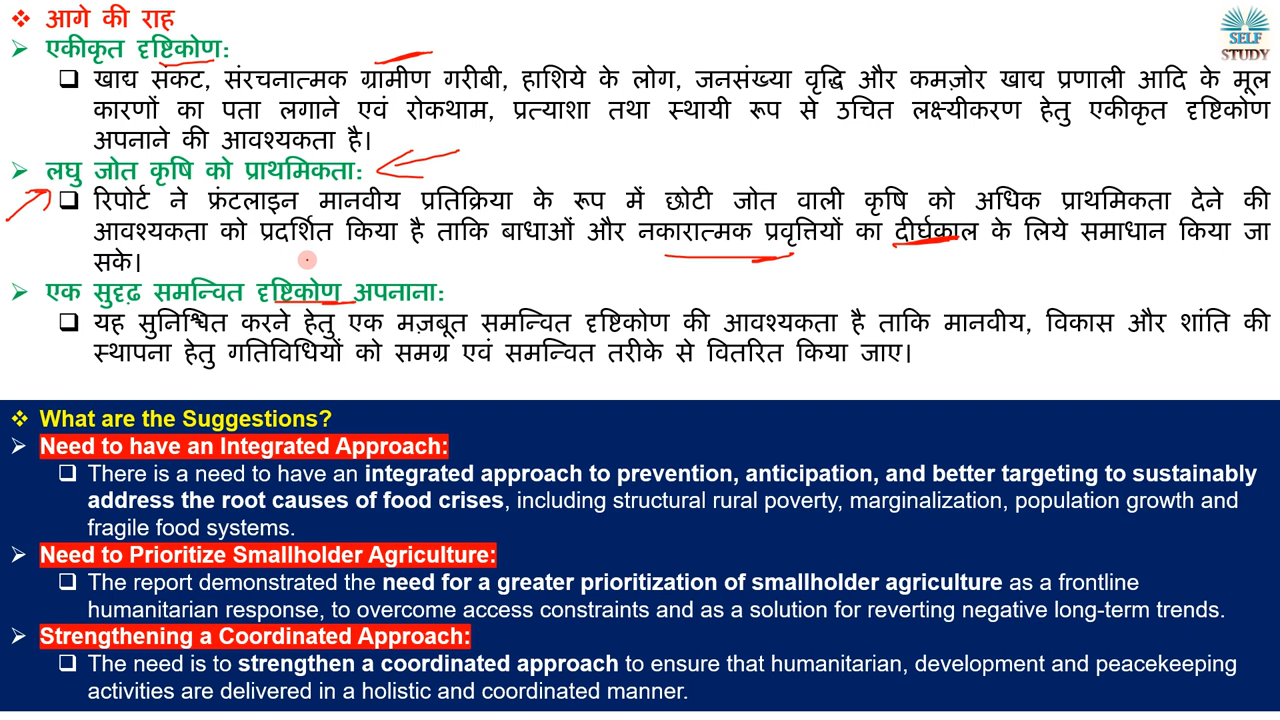 ❖ आगे की राह
SELF
STUDY
➢ एकीकृत दृष्टिकोण:
❑ खाद्य संकट, संरचनात्मक ग्रामीण गरीबी, हाशिये के लोग, जनसंख्या वृद्धि और कमज़ोर खाद्य प्रणाली आदि के मूल
कारणों का पता लगाने एवं रोकथाम, प्रत्याशा तथा स्थायी रूप से उचित लक्ष्यीकरण हेतु एकीकृत दृष्टिकोण
अपनाने की आवश्यकता है।
➢ लघु जोत कृषि को प्राथमिकता:
❑ रिपोर्ट ने फ्रंटलाइन मानवीय प्रतिक्रिया के रूप में छोटी जोत वाली कृषि को अधिक प्राथमिकता देने की
आवश्यकता को प्रदर्शित किया है ताकि बाधाओं और नकारात्मक प्रवृत्तियों का दीर्घकाल के लिये समाधान किया जा
सके।
➢ एक सुदृढ़ समन्वित दृष्टिकोण अपनाना:
❑ यह सुनिश्चित करने हेतु एक मज़बूत समन्वित दृष्टिकोण की आवश्यकता है ताकि मानवीय, विकास और शांति की
स्थापना हेतु गतिविधियों को समग्र एवं समन्वित तरीके से वितरित किया जाए।
❖ What are the Suggestions?
➢ Need to have an Integrated Approach:
❑ There is a need to have an integrated approach to prevention, anticipation, and better targeting to sustainably
address the root causes of food crises, including structural rural poverty, marginalization, population growth and
fragile food systems.
➢ Need to Prioritize Smallholder Agriculture:
❑ The report demonstrated the need for a greater prioritization of smallholder agriculture as a frontline
humanitarian response, to overcome access constraints and as a solution for reverting negative long-term trends.
➢ Strengthening a Coordinated Approach:
❑ The need is to strengthen a coordinated approach to ensure that humanitarian, development and peacekeeping
activities are delivered in a holistic and coordinated manner.